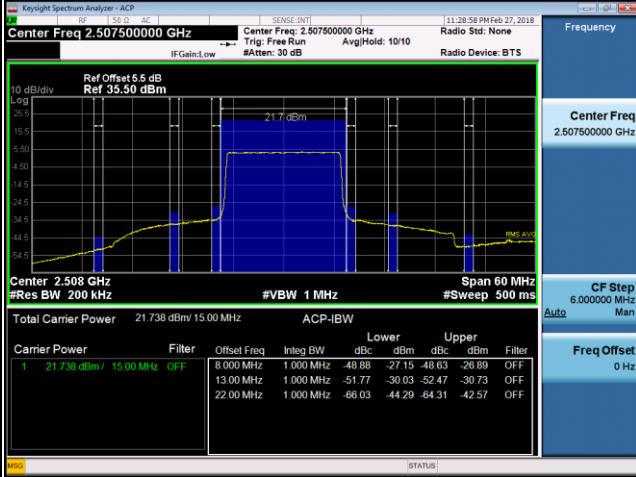 Keysight Spectrum Analyzer - ACP
RF 50 Ω AC SENSE:INT 11:28:58 PM Feb 27, 2018
Center Freq 2.507500000 GHz
Center Freq: 2.507500000 GHz
Radio Std: None
Trig: Free Run Avg|Hold: 10/10
IFGain:Low #Atten: 30 dB Radio Device: BTS
Frequency
Ref Offset 5.5 dB
10 dB/div Ref 35.50 dBm
Log
25.5
15.5
5.50
-4.50
-14.5
-24.5
-34.5
-44.5
-54.5
21.7 dBm
RMS AVG
Center 2.508 GHz Span 60 MHz
#Res BW 200 kHz #VBW 1 MHz #Sweep 500 ms
Total Carrier Power 21.738 dBm/ 15.00 MHz ACP-IBW
Lower Upper
Carrier Power Filter Offset Freq Integ BW dBc dBm dBc dBm Filter
1 21.738 dBm / 15.00 MHz OFF 8.000 MHz 1.000 MHz -48.88 -27.15 -48.63 -26.89 OFF
13.00 MHz 1.000 MHz -51.77 -30.03 -52.47 -30.73 OFF
22.00 MHz 1.000 MHz -66.03 -44.29 -64.31 -42.57 OFF
Center Freq
2.507500000 GHz
CF Step
6.000000 MHz
Auto Man
Freq Offset
0 Hz
MSG STATUS